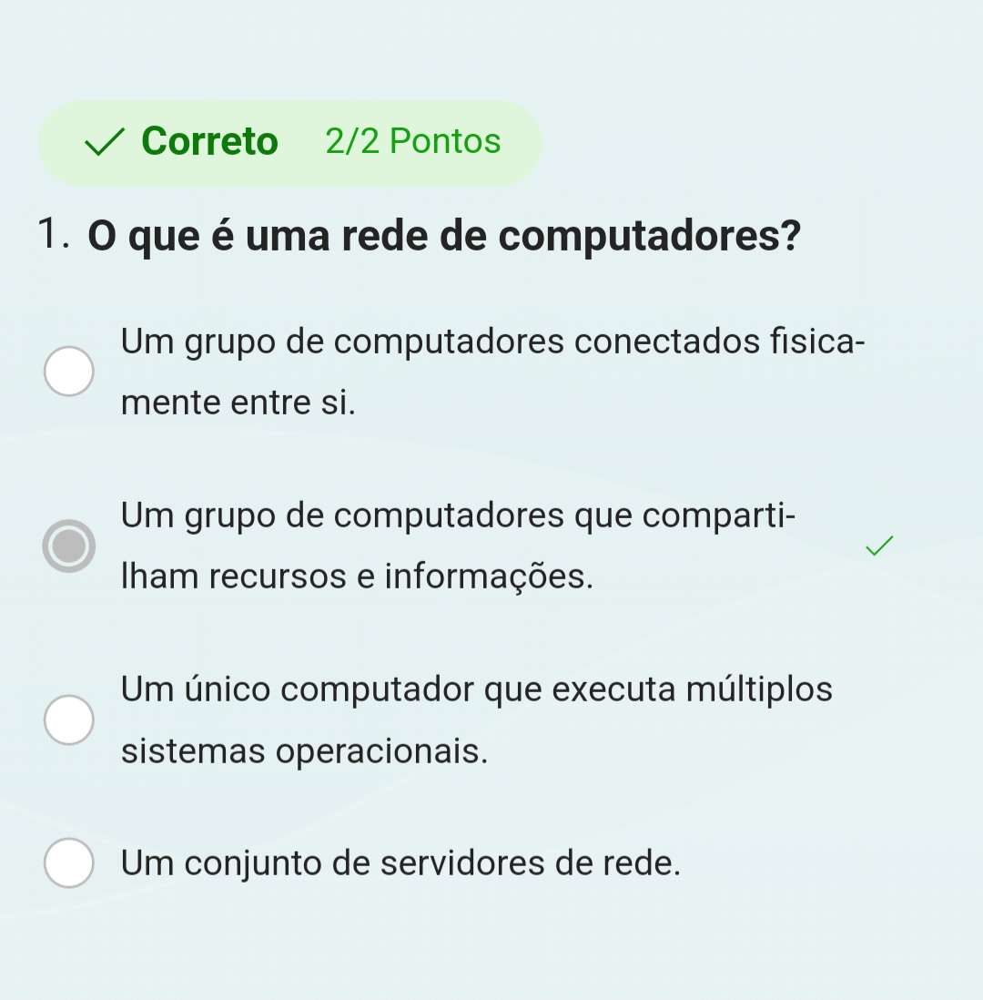 Correto 2/2 Pontos
1. O que é uma rede de computadores?
Um grupo de computadores conectados fisica-
mente entre si.
Um grupo de computadores que comparti-
lham recursos e informações.
Um único computador que executa múltiplos
sistemas operacionais.
Um conjunto de servidores de rede.